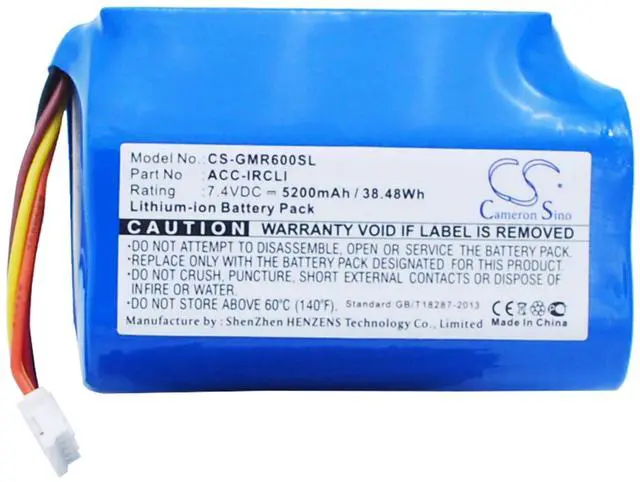 Model No.: CS-GMR600SL
Part No : ACC-IRCLI
Rating : 7.4VDC ⎓ 5200mAh / 38.48Wh
Lithium-ion Battery Pack
CS
Cameron Sino
CAUTION WARRANTY VOID IF LABEL IS REMOVED
*DO NOT ATTEMPT TO DISASSEMBLE, OPEN OR SERVICE THE BATTERY PACK.
*REPLACE ONLY WITH THE BATTERY PACK DESIGNATED FOR THIS PRODUCT.
*DO NOT CRUSH, PUNCTURE, SHORT EXTERNAL CONTACTS OR DISPOSE OF
IN FIRE OR WATER.
*DO NOT STORE ABOVE 60℃ (140℉). Standard:GB/T18287-2013
Manufacturing by : ShenZhen HENZENS Technology Co., Limited Made In China